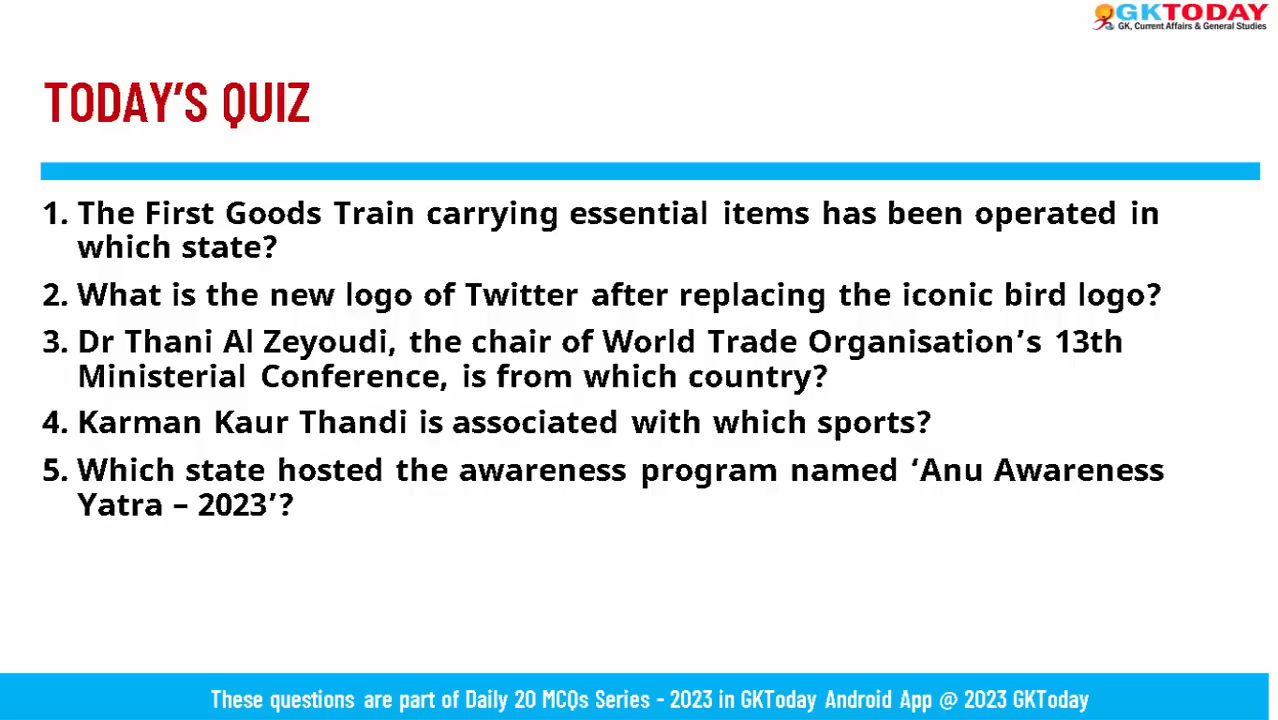 GKTODAY
GK, Current Affairs & General Studies
TODAY’S QUIZ
1. The First Goods Train carrying essential items has been operated in
which state?
2. What is the new logo of Twitter after replacing the iconic bird logo?
3. Dr Thani Al Zeyoudi, the chair of World Trade Organisation’s 13th
Ministerial Conference, is from which country?
4. Karman Kaur Thandi is associated with which sports?
5. Which state hosted the awareness program named ‘Anu Awareness
Yatra – 2023’?
These questions are part of Daily 20 MCQs Series - 2023 in GKToday Android App @ 2023 GKToday